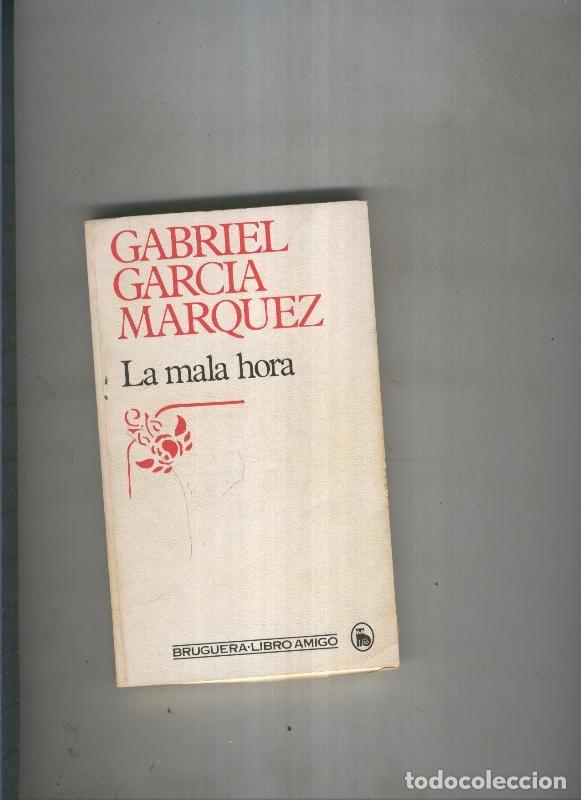 GABRIEL
GARCIA
MARQUEZ
La mala hora
BRUGUERA·LIBRO AMIGO
todocoleccion